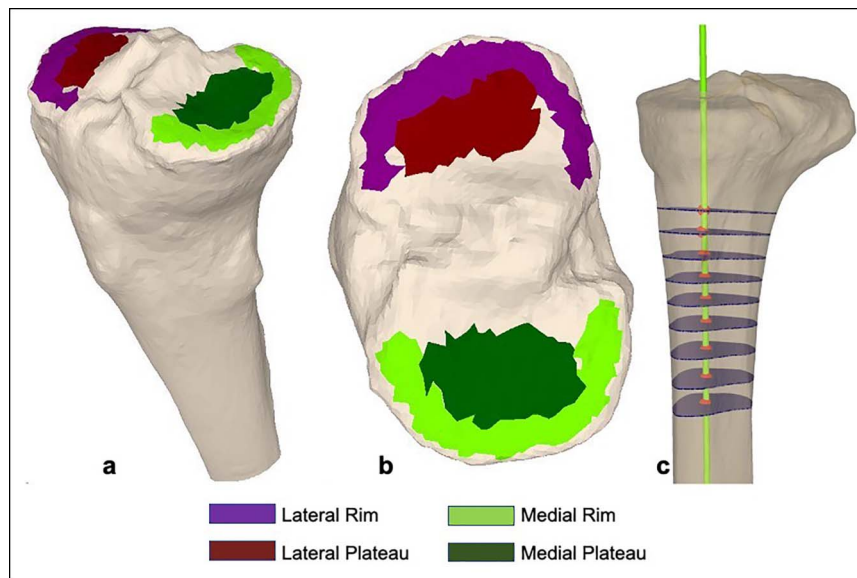 a
b
c
Lateral Rim
Medial Rim
Lateral Plateau
Medial Plateau